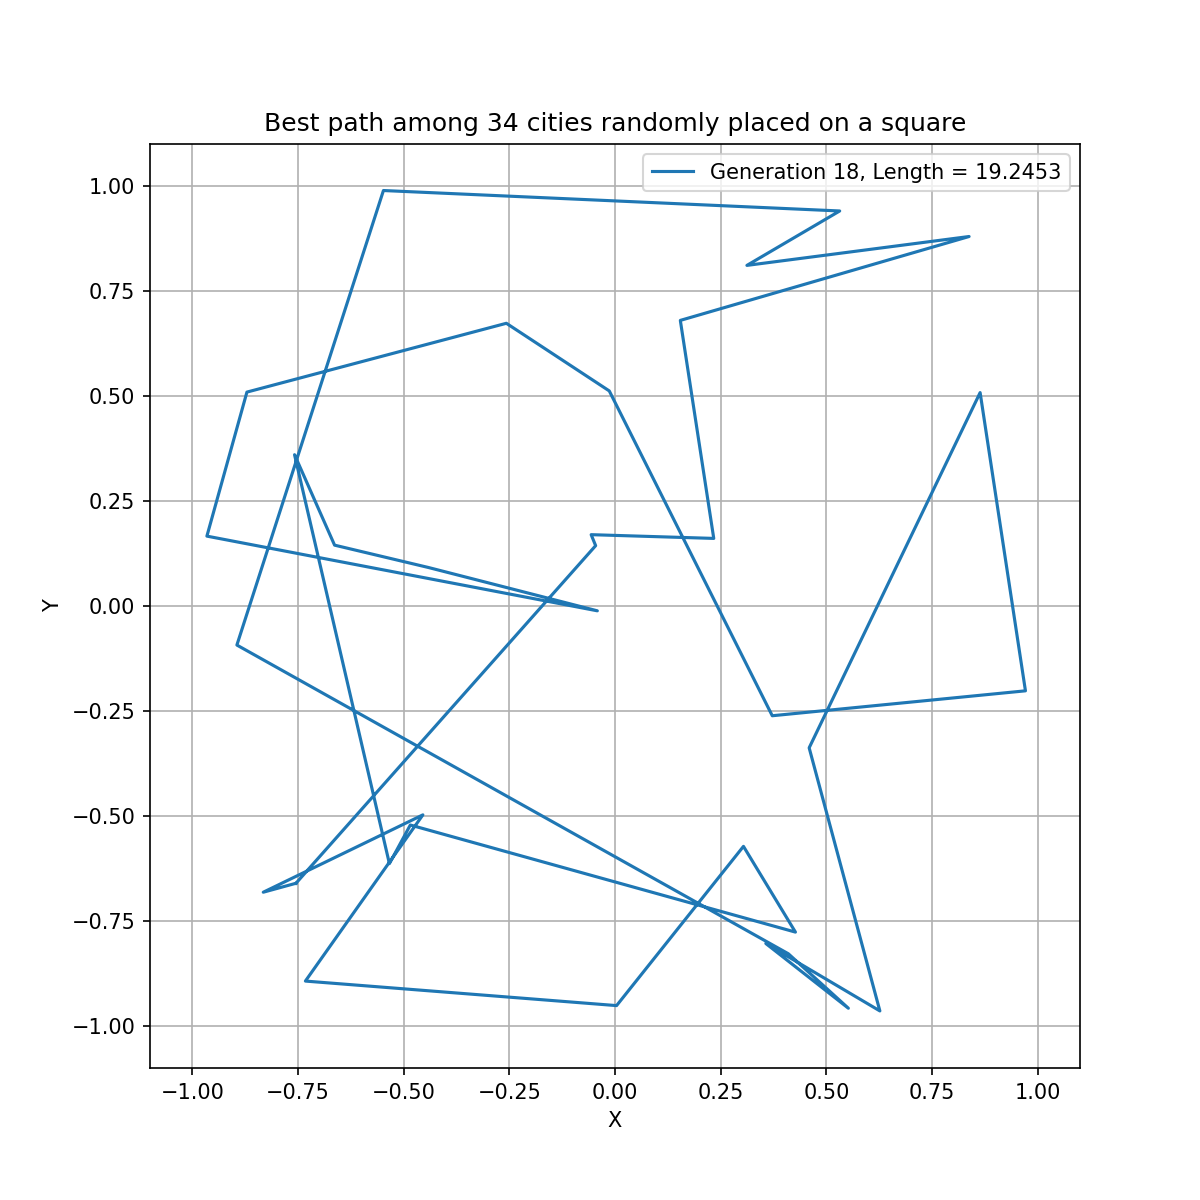 Best path among 34 cities randomly placed on a square
Generation 18, Length = 19.2453
1.00
0.75
0.50
0.25
0.00
−0.25
−0.50
−0.75
−1.00
Y
−1.00 −0.75 −0.50 −0.25 0.00 0.25 0.50 0.75 1.00
X